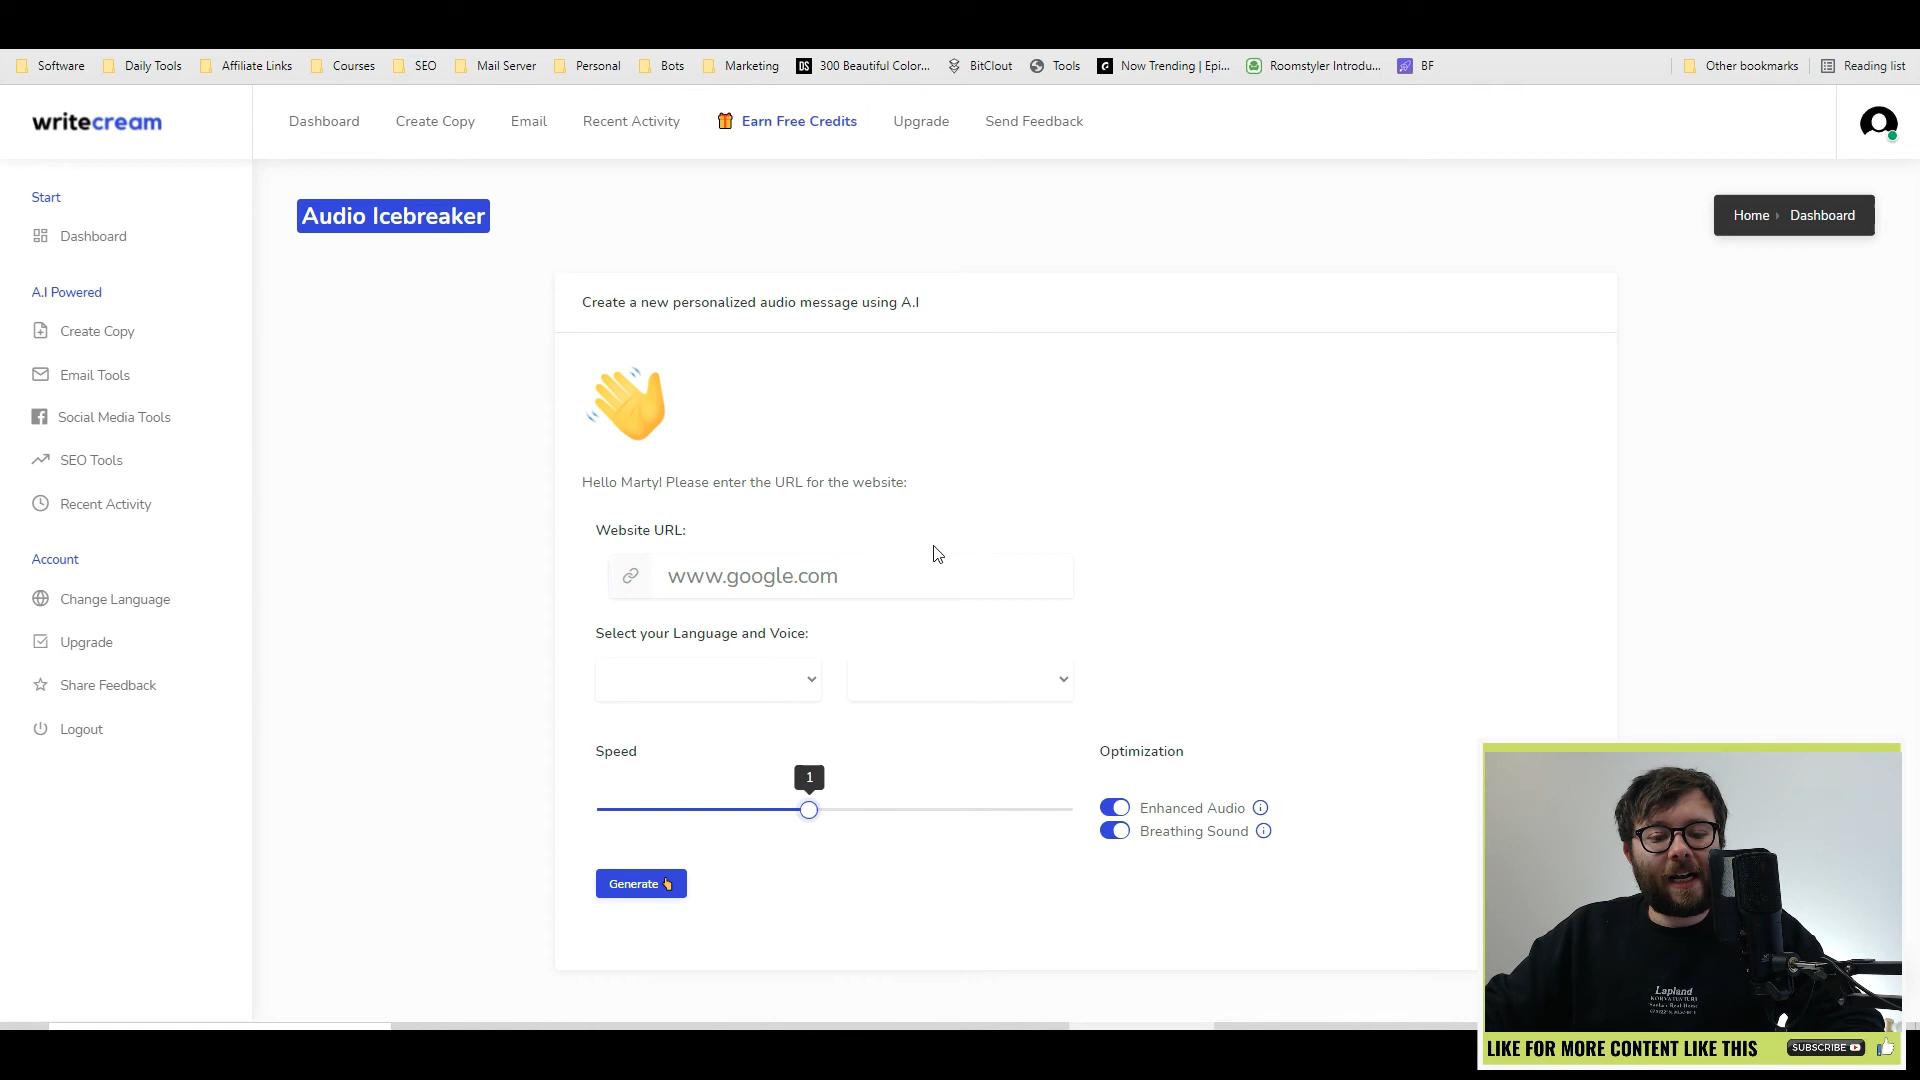 Software Daily Tools Affiliate Links Courses SEO Mail Server Personal Bots Marketing DS 300 Beautiful Color... BitClout Tools Now Trending | Epi... Roomstyler Introdu... BF Other bookmarks Reading list
writecream
Dashboard Create Copy Email Recent Activity Earn Free Credits Upgrade Send Feedback
Start
Dashboard
A.I Powered
Create Copy
Email Tools
Social Media Tools
SEO Tools
Recent Activity
Account
Change Language
Upgrade
Share Feedback
Logout
Audio Icebreaker
Home Dashboard
Create a new personalized audio message using A.I
Hello Marty! Please enter the URL for the website:
Website URL:
www.google.com
Select your Language and Voice:
Speed
1
Optimization
Enhanced Audio
Breathing Sound
Generate
Lapland
LIKE FOR MORE CONTENT LIKE THIS SUBSCRIBE